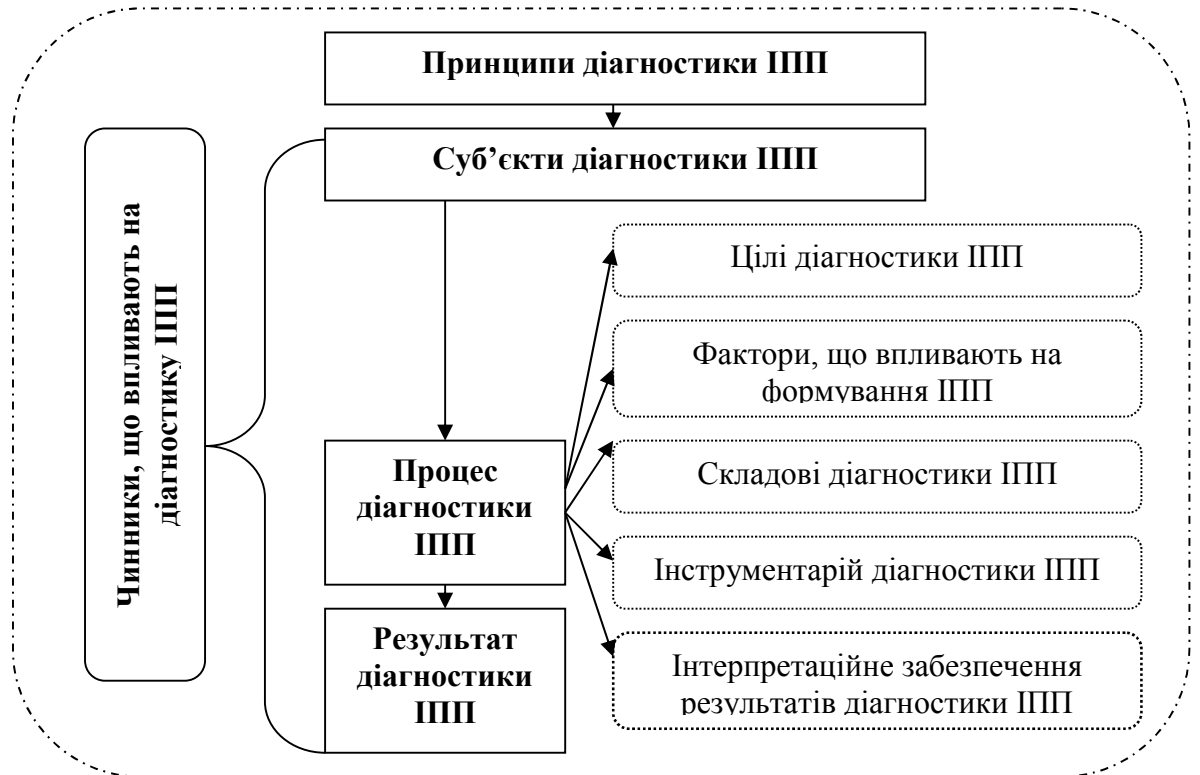 Принципи діагностики ІПП
Суб’єкти діагностики ІПП
Чинники, що впливають на
діагностику ІПП
Цілі діагностики ІПП
Фактори, що впливають на
формування ІПП
Процес
діагностики
ІПП
Складові діагностики ІПП
Інструментарій діагностики ІПП
Результат
діагностики
ІПП
Інтерпретаційне забезпечення
результатів діагностики ІПП